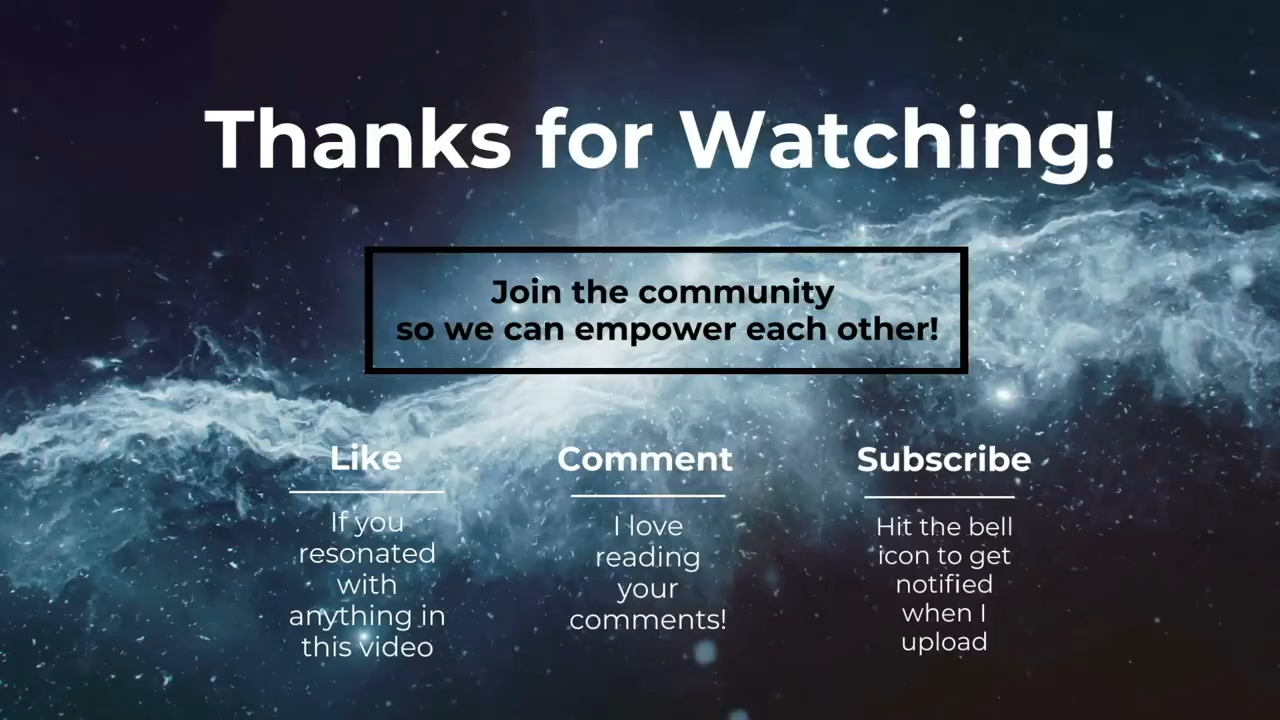 Thanks for Watching!
Join the community
so we can empower each other!
Like
If you
resonated
with
anything in
this video
Comment
I love
reading
your
comments!
Subscribe
Hit the bell
icon to get
notified
when I
upload